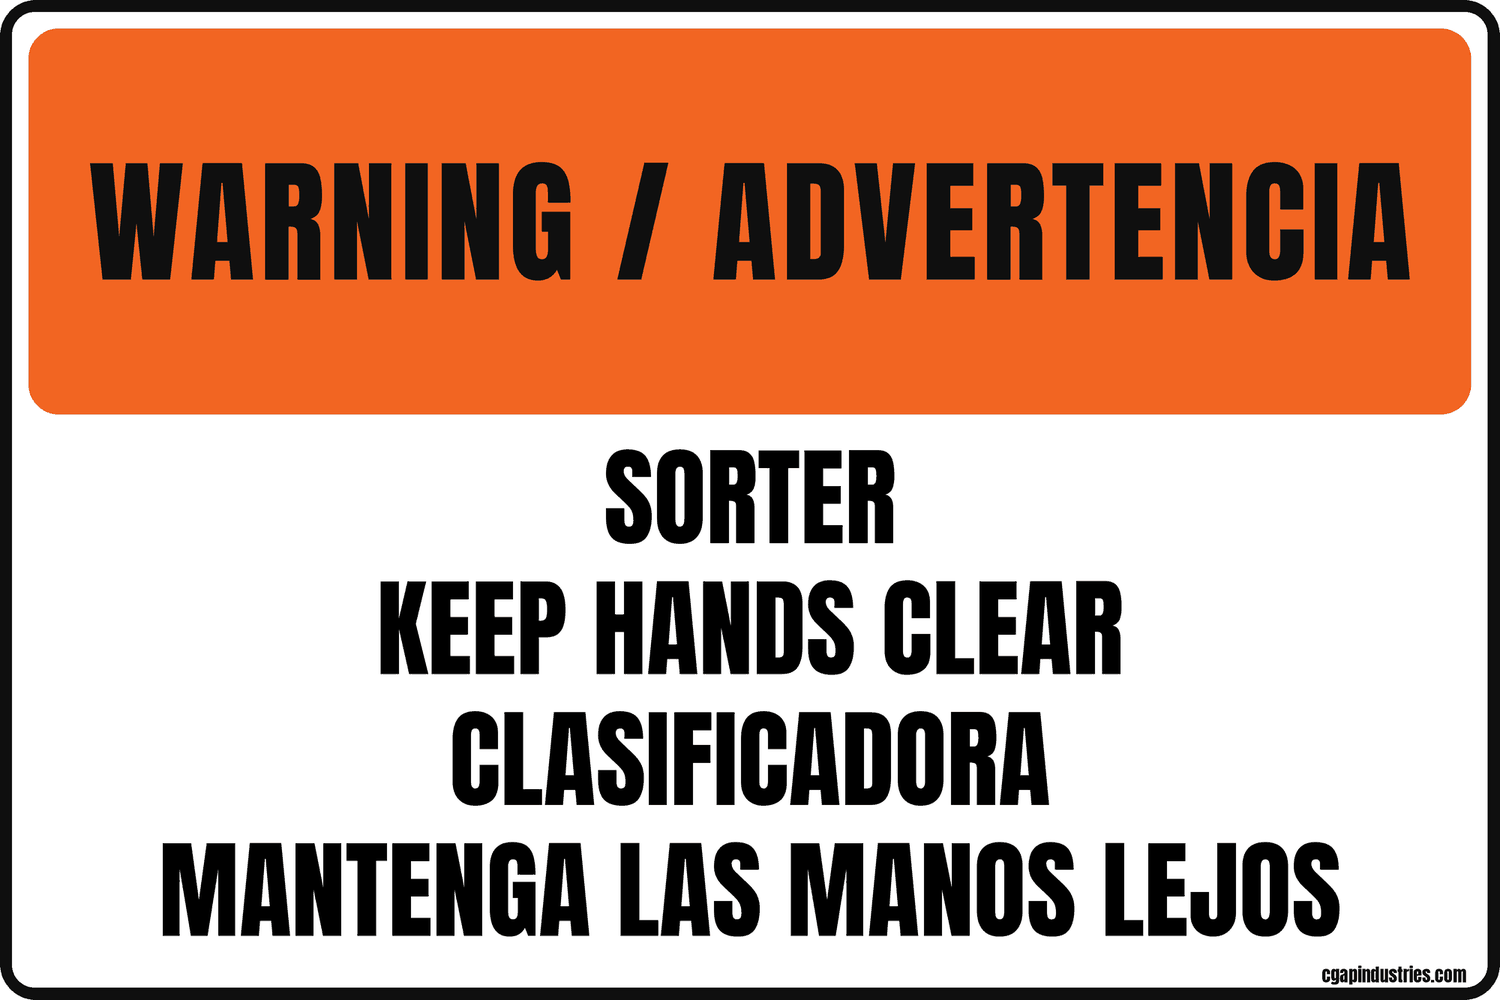 WARNING / ADVERTENCIA
SORTER
KEEP HANDS CLEAR
CLASIFICADORA
MANTENGA LAS MANOS LEJOS
cgapindustries.com